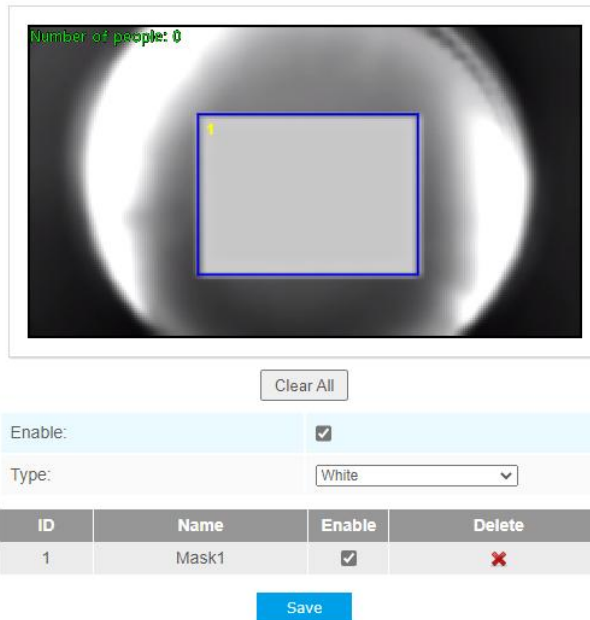 Number of people: 0
1
Clear All
Enable:
Type: White
ID Name Enable Delete
1 Mask1
Save